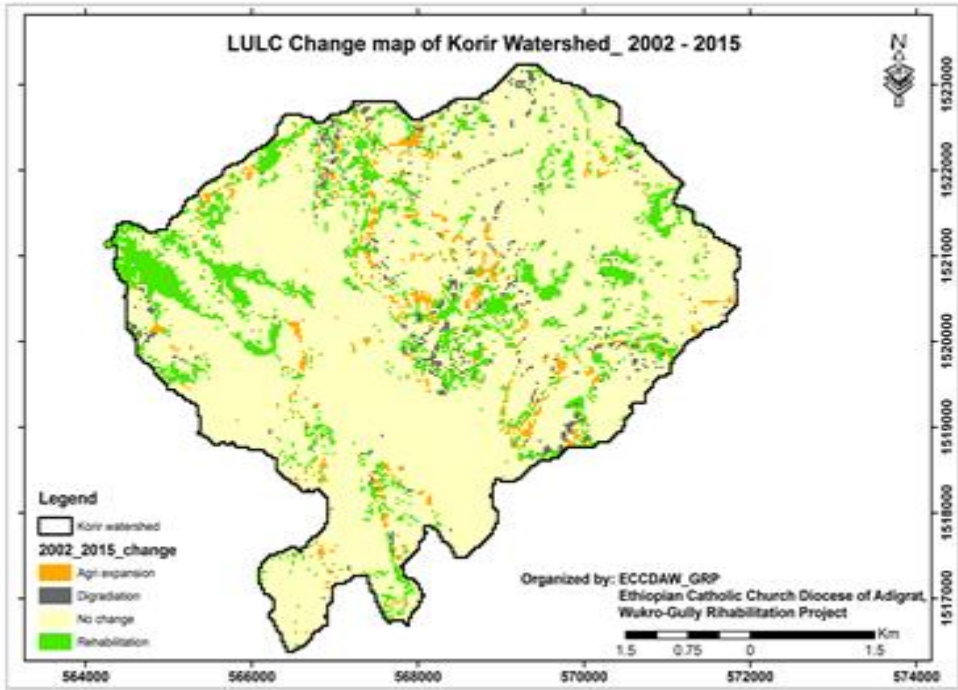 LULC Change map of Korir Watershed_ 2002 - 2015
N
1523000
1522000
1521000
1520000
1519000
1518000
1517000
Legend
Korir watershed
2002_2015_change
Agri expansion
Digradiation
No change
Rehabilitation
Organized by: ECCDAW_GRP
Ethiopian Catholic Church Diocese of Adigrat,
Wukro-Gully Rihabilitation Project
Km
1.5 0.75 0 1.5
564000 566000 568000 570000 572000 574000